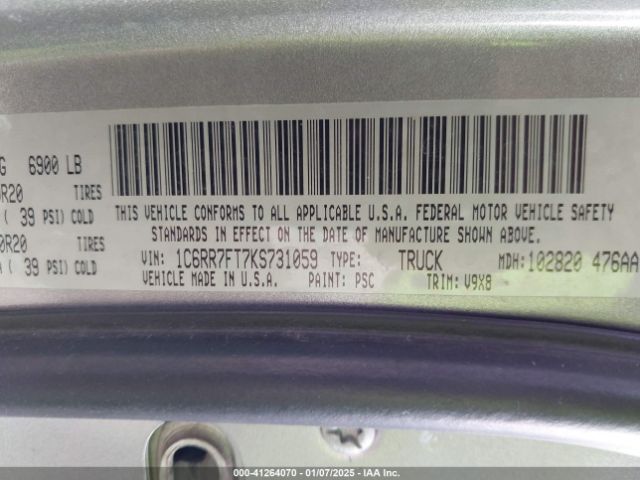 G 6900 LB
R20 TIRES
( 39 PSI) COLD
0R20 TIRES
( 39 PSI) COLD
THIS VEHICLE CONFORMS TO ALL APPLICABLE U.S.A. FEDERAL MOTOR VEHICLE SAFETY
STANDARDS IN EFFECT ON THE DATE OF MANUFACTURE SHOWN ABOVE.
VIN: 1C6RR7FT7KS731059 TYPE: TRUCK MDH: 102820 476AA
VEHICLE MADE IN U.S.A. PAINT: PSC TRIM: V9X8
000-41264070 - 01/07/2025 - IAA Inc.